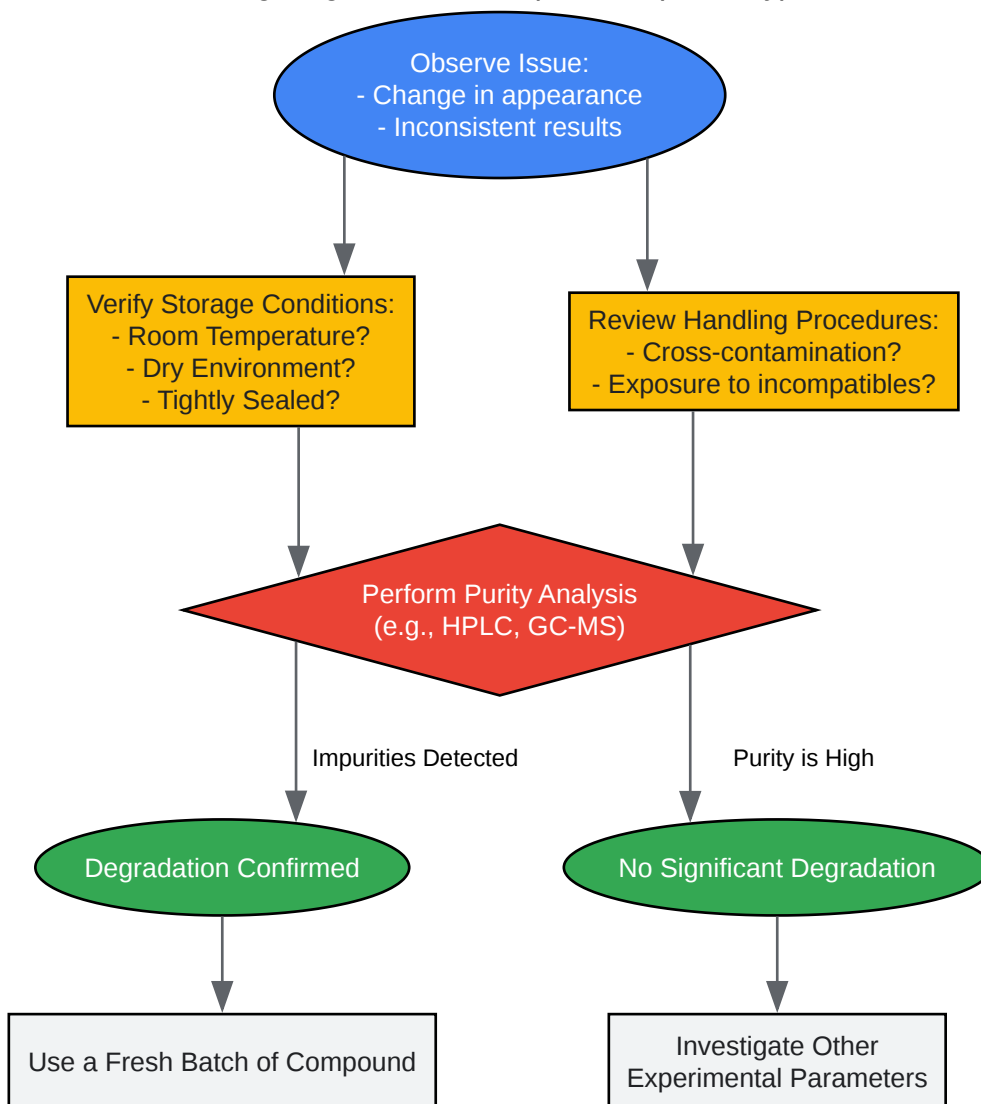 Observe Issue:
- Change in appearance
- Inconsistent results
Verify Storage Conditions:
- Room Temperature?
- Dry Environment?
- Tightly Sealed?
Review Handling Procedures:
- Cross-contamination?
- Exposure to incompatibles?
Perform Purity Analysis
(e.g., HPLC, GC-MS)
Impurities Detected
Purity is High
Degradation Confirmed
No Significant Degradation
Use a Fresh Batch of Compound
Investigate Other
Experimental Parameters